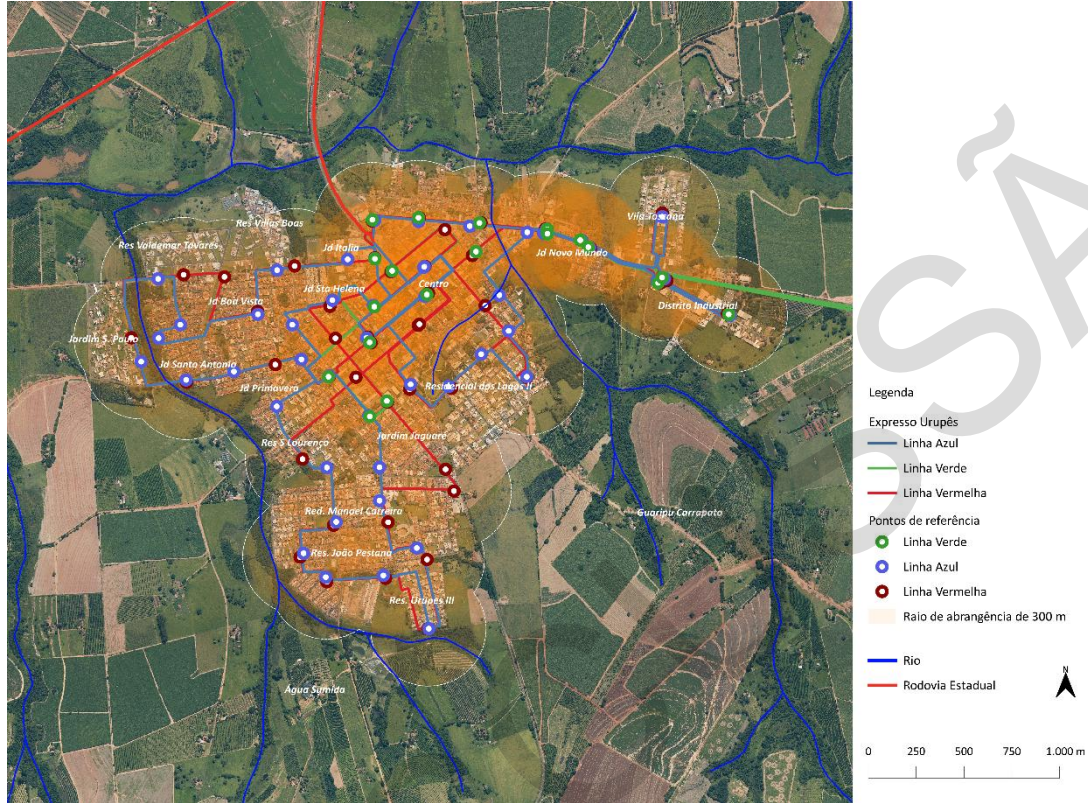 Res Villas Boas
Vila Toscana
Res Valdemar Tavares
Jd Italia
Jd Novo Mundo
Jd Sta Helena
Centro
Jd Boa Vista
Distrito Industrial
Jardim S. Paulo
Jd Santo Antonio
Jd Primavera
Residencial dos Lagos II
Jardim Jaguaré
Res S Lourenço
Red. Manoel Carreira
Guaripu Carrapato
Res. João Pestana
Res. Urupes III
Agua Sumida
Legenda
Expresso Urupês
Linha Azul
Linha Verde
Linha Vermelha
Pontos de referência
Linha Verde
Linha Azul
Linha Vermelha
Raio de abrangência de 300 m
Rio
Rodovia Estadual
N
0 250 500 750 1.000 m
O SÃ